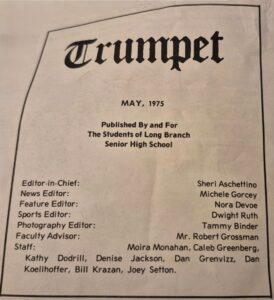 Trumpet
MAY, 1975
Published By and For
The Students of Long Branch
Senior High School
Editor-in-Chief: Sheri Aschettino
News Editor: Michele Gorcey
Feature Editor: Nora Devoe
Sports Editor: Dwight Ruth
Photography Editor: Tammy Binder
Faculty Advisor: Mr. Robert Grossman
Staff: Moira Monahan, Caleb Greenberg,
Kathy Dodrill, Denise Jackson, Dan Grenvizz, Dan
Koellhoffer, Bill Krazan, Joey Setton.